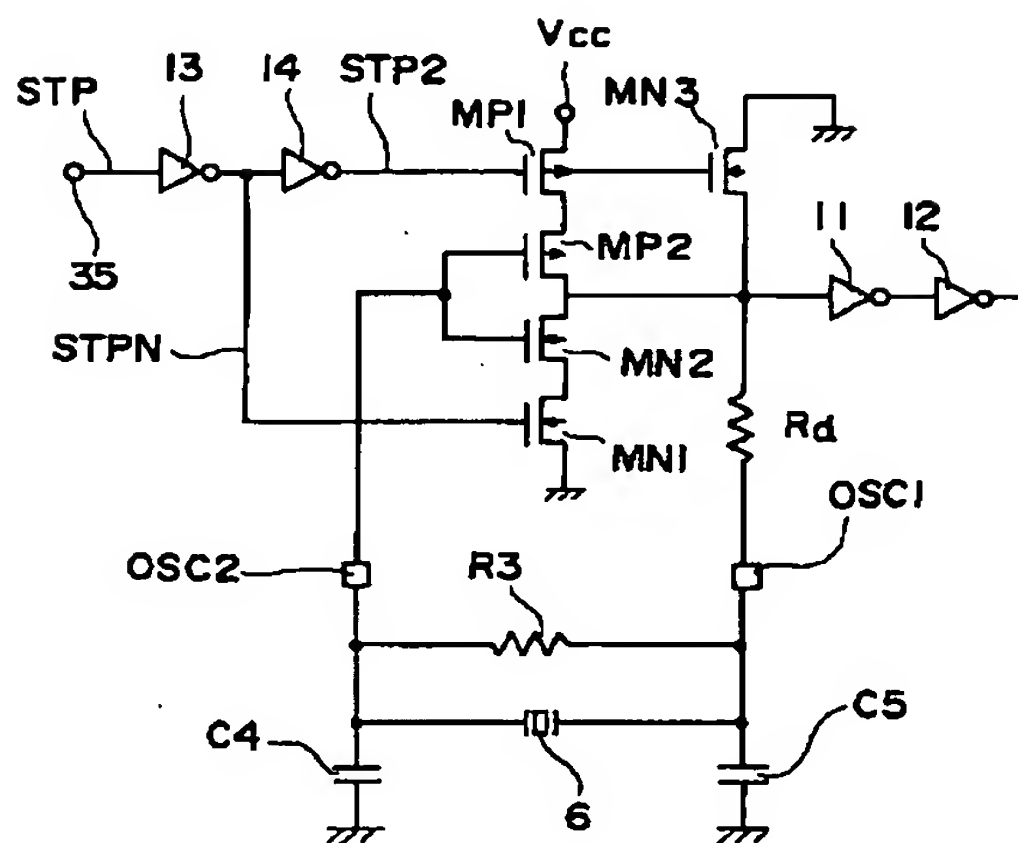 Vcc
STP
13
14
STP2
MP1
MN3
35
MP2
11
12
STPN
MN2
MN1
Rd
OSC1
OSC2
R3
C4
C5
6